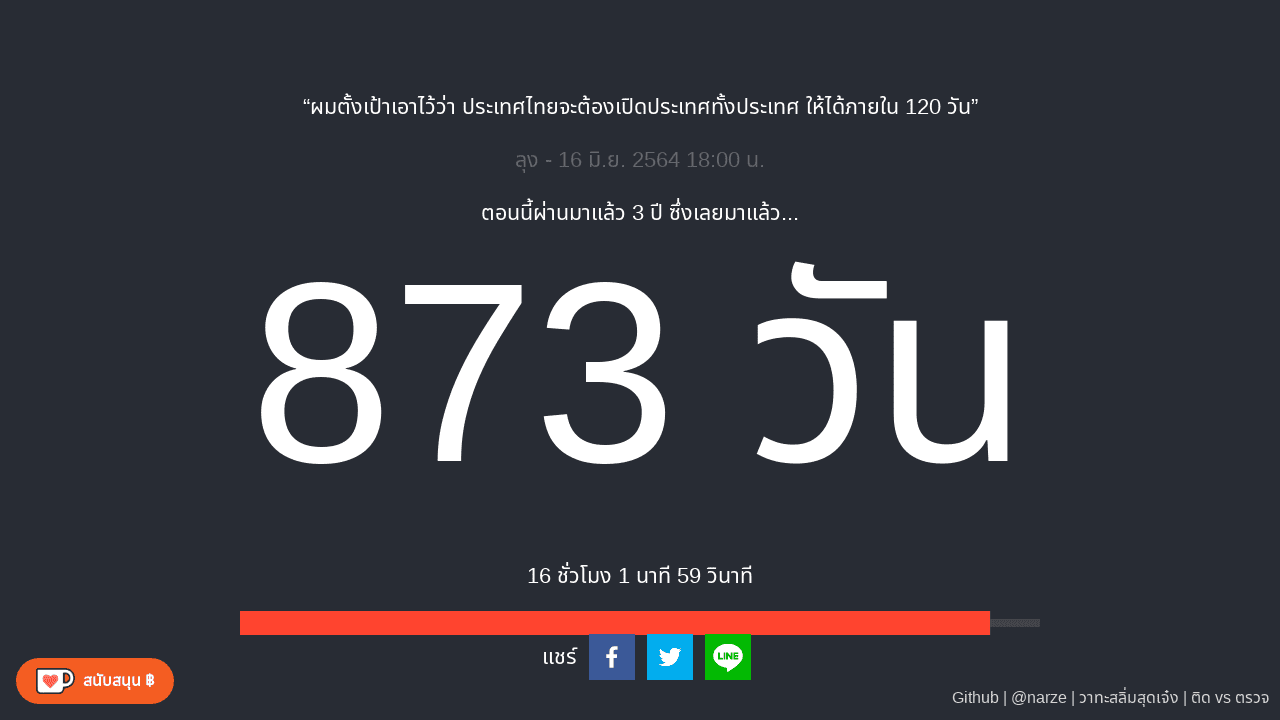 “ผมตั้งเป้าเอาไว้ว่า ประเทศไทยจะต้องเปิดประเทศทั้งประเทศ ให้ได้ภายใน 120 วัน”
ลุง - 16 มิ.ย. 2564 18:00 น.
ตอนนี้ผ่านมาแล้ว 3 ปี ซึ่งเลยมาแล้ว...
873 วัน
16 ชั่วโมง 1 นาที 59 วินาที
แชร์
LINE
สนับสนุน ฿
Github | @narze | วาทะสลิ่มสุดเจ๋ง | ติด vs ตรวจ